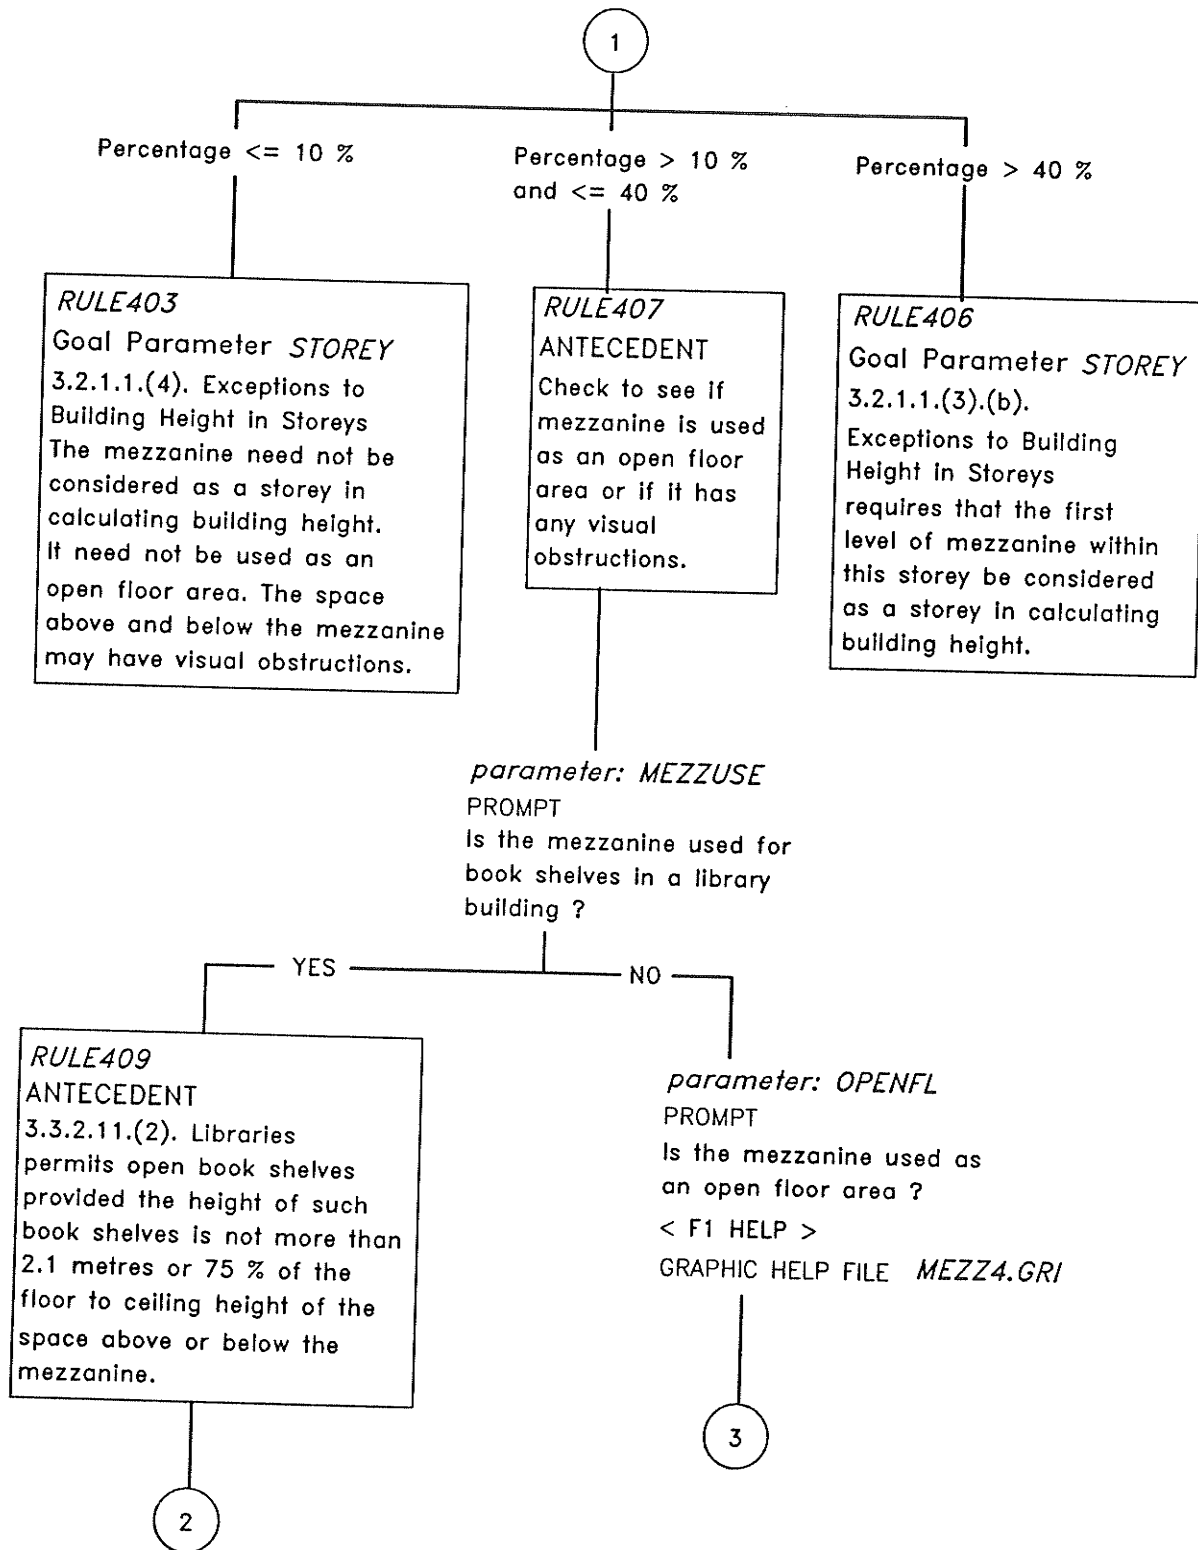 1
Percentage <= 10 %
Percentage > 10 %
and <= 40 %
Percentage > 40 %
RULE403
Goal Parameter STOREY
3.2.1.1.(4). Exceptions to
Building Height in Storeys
The mezzanine need not be
considered as a storey in
calculating building height.
It need not be used as an
open floor area. The space
above and below the mezzanine
may have visual obstructions.
RULE407
ANTECEDENT
Check to see if
mezzanine is used
as an open floor
area or if it has
any visual
obstructions.
RULE406
Goal Parameter STOREY
3.2.1.1.(3).(b).
Exceptions to Building
Height in Storeys
requires that the first
level of mezzanine within
this storey be considered
as a storey in calculating
building height.
parameter: MEZZUSE
PROMPT
Is the mezzanine used for
book shelves in a library
building ?
YES
NO
RULE409
ANTECEDENT
3.3.2.11.(2). Libraries
permits open book shelves
provided the height of such
book shelves is not more than
2.1 metres or 75 % of the
floor to ceiling height of the
space above or below the
mezzanine.
parameter: OPENFL
PROMPT
Is the mezzanine used as
an open floor area ?
< F1 HELP >
GRAPHIC HELP FILE MEZZ4.GRI
3
2